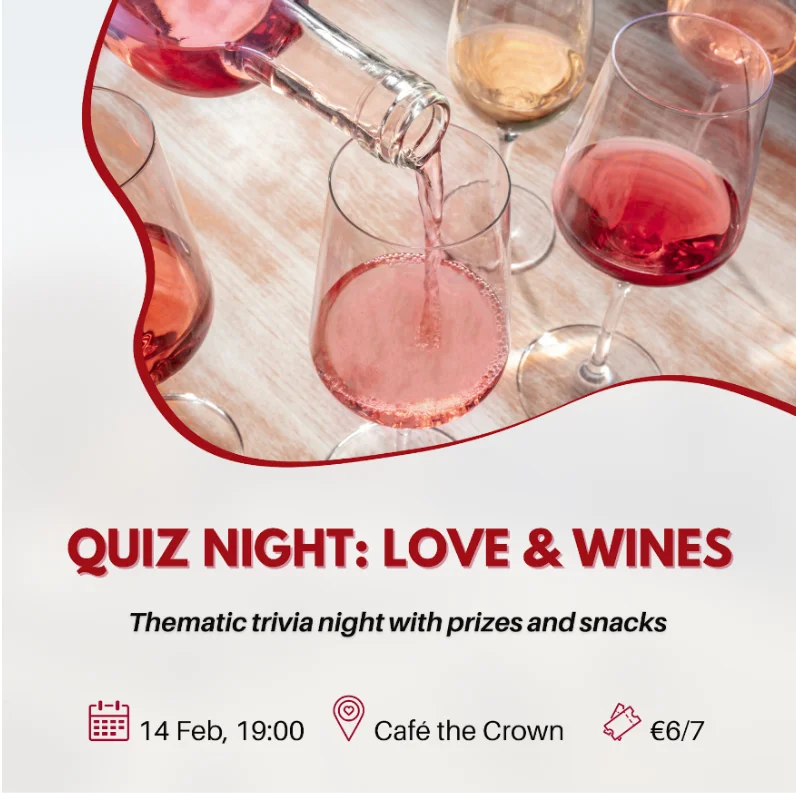 QUIZ NIGHT: LOVE & WINES
Thematic trivia night with prizes and snacks
14 Feb, 19:00 Café the Crown €6/7